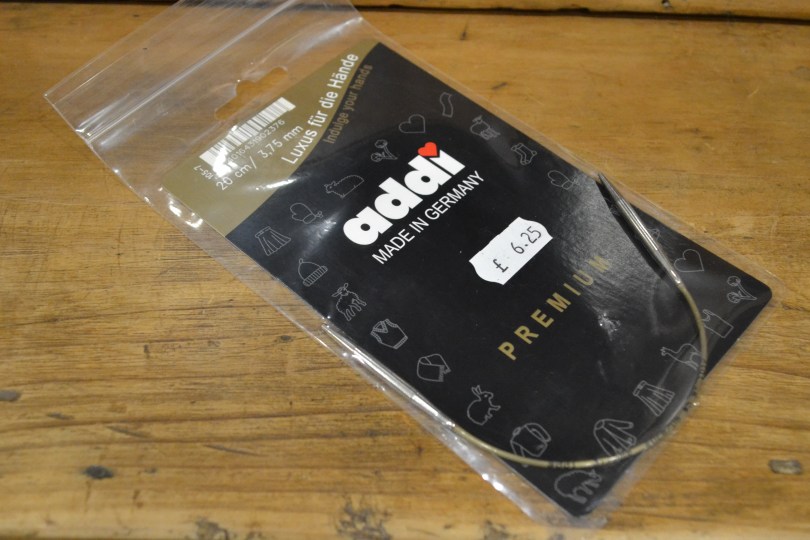 20 cm/ 3,75 mm
Luxus für die Hände
Indulge your hands
addi
MADE IN GERMANY
£ 6.25
PREMIUM